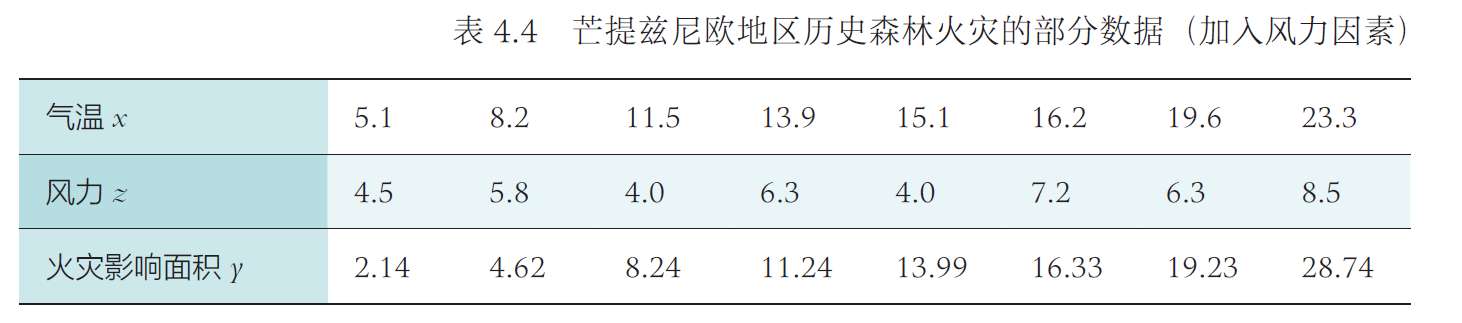 表 4.4 芒提兹尼欧地区历史森林火灾的部分数据（加入风力因素）
气温 x 5.1 8.2 11.5 13.9 15.1 16.2 19.6 23.3
风力 z 4.5 5.8 4.0 6.3 4.0 7.2 6.3 8.5
火灾影响面积 y 2.14 4.62 8.24 11.24 13.99 16.33 19.23 28.74